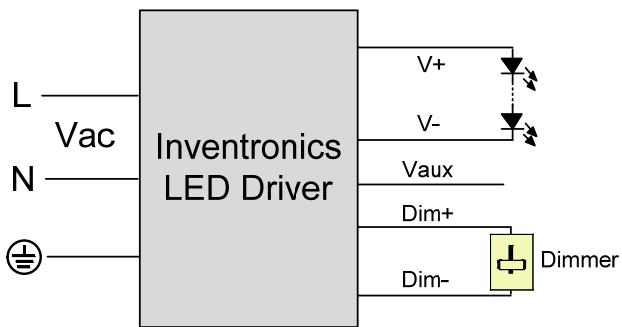 L
Vac
N
Inventronics
LED Driver
V+
V-
Vaux
Dim+
Dim-
Dimmer